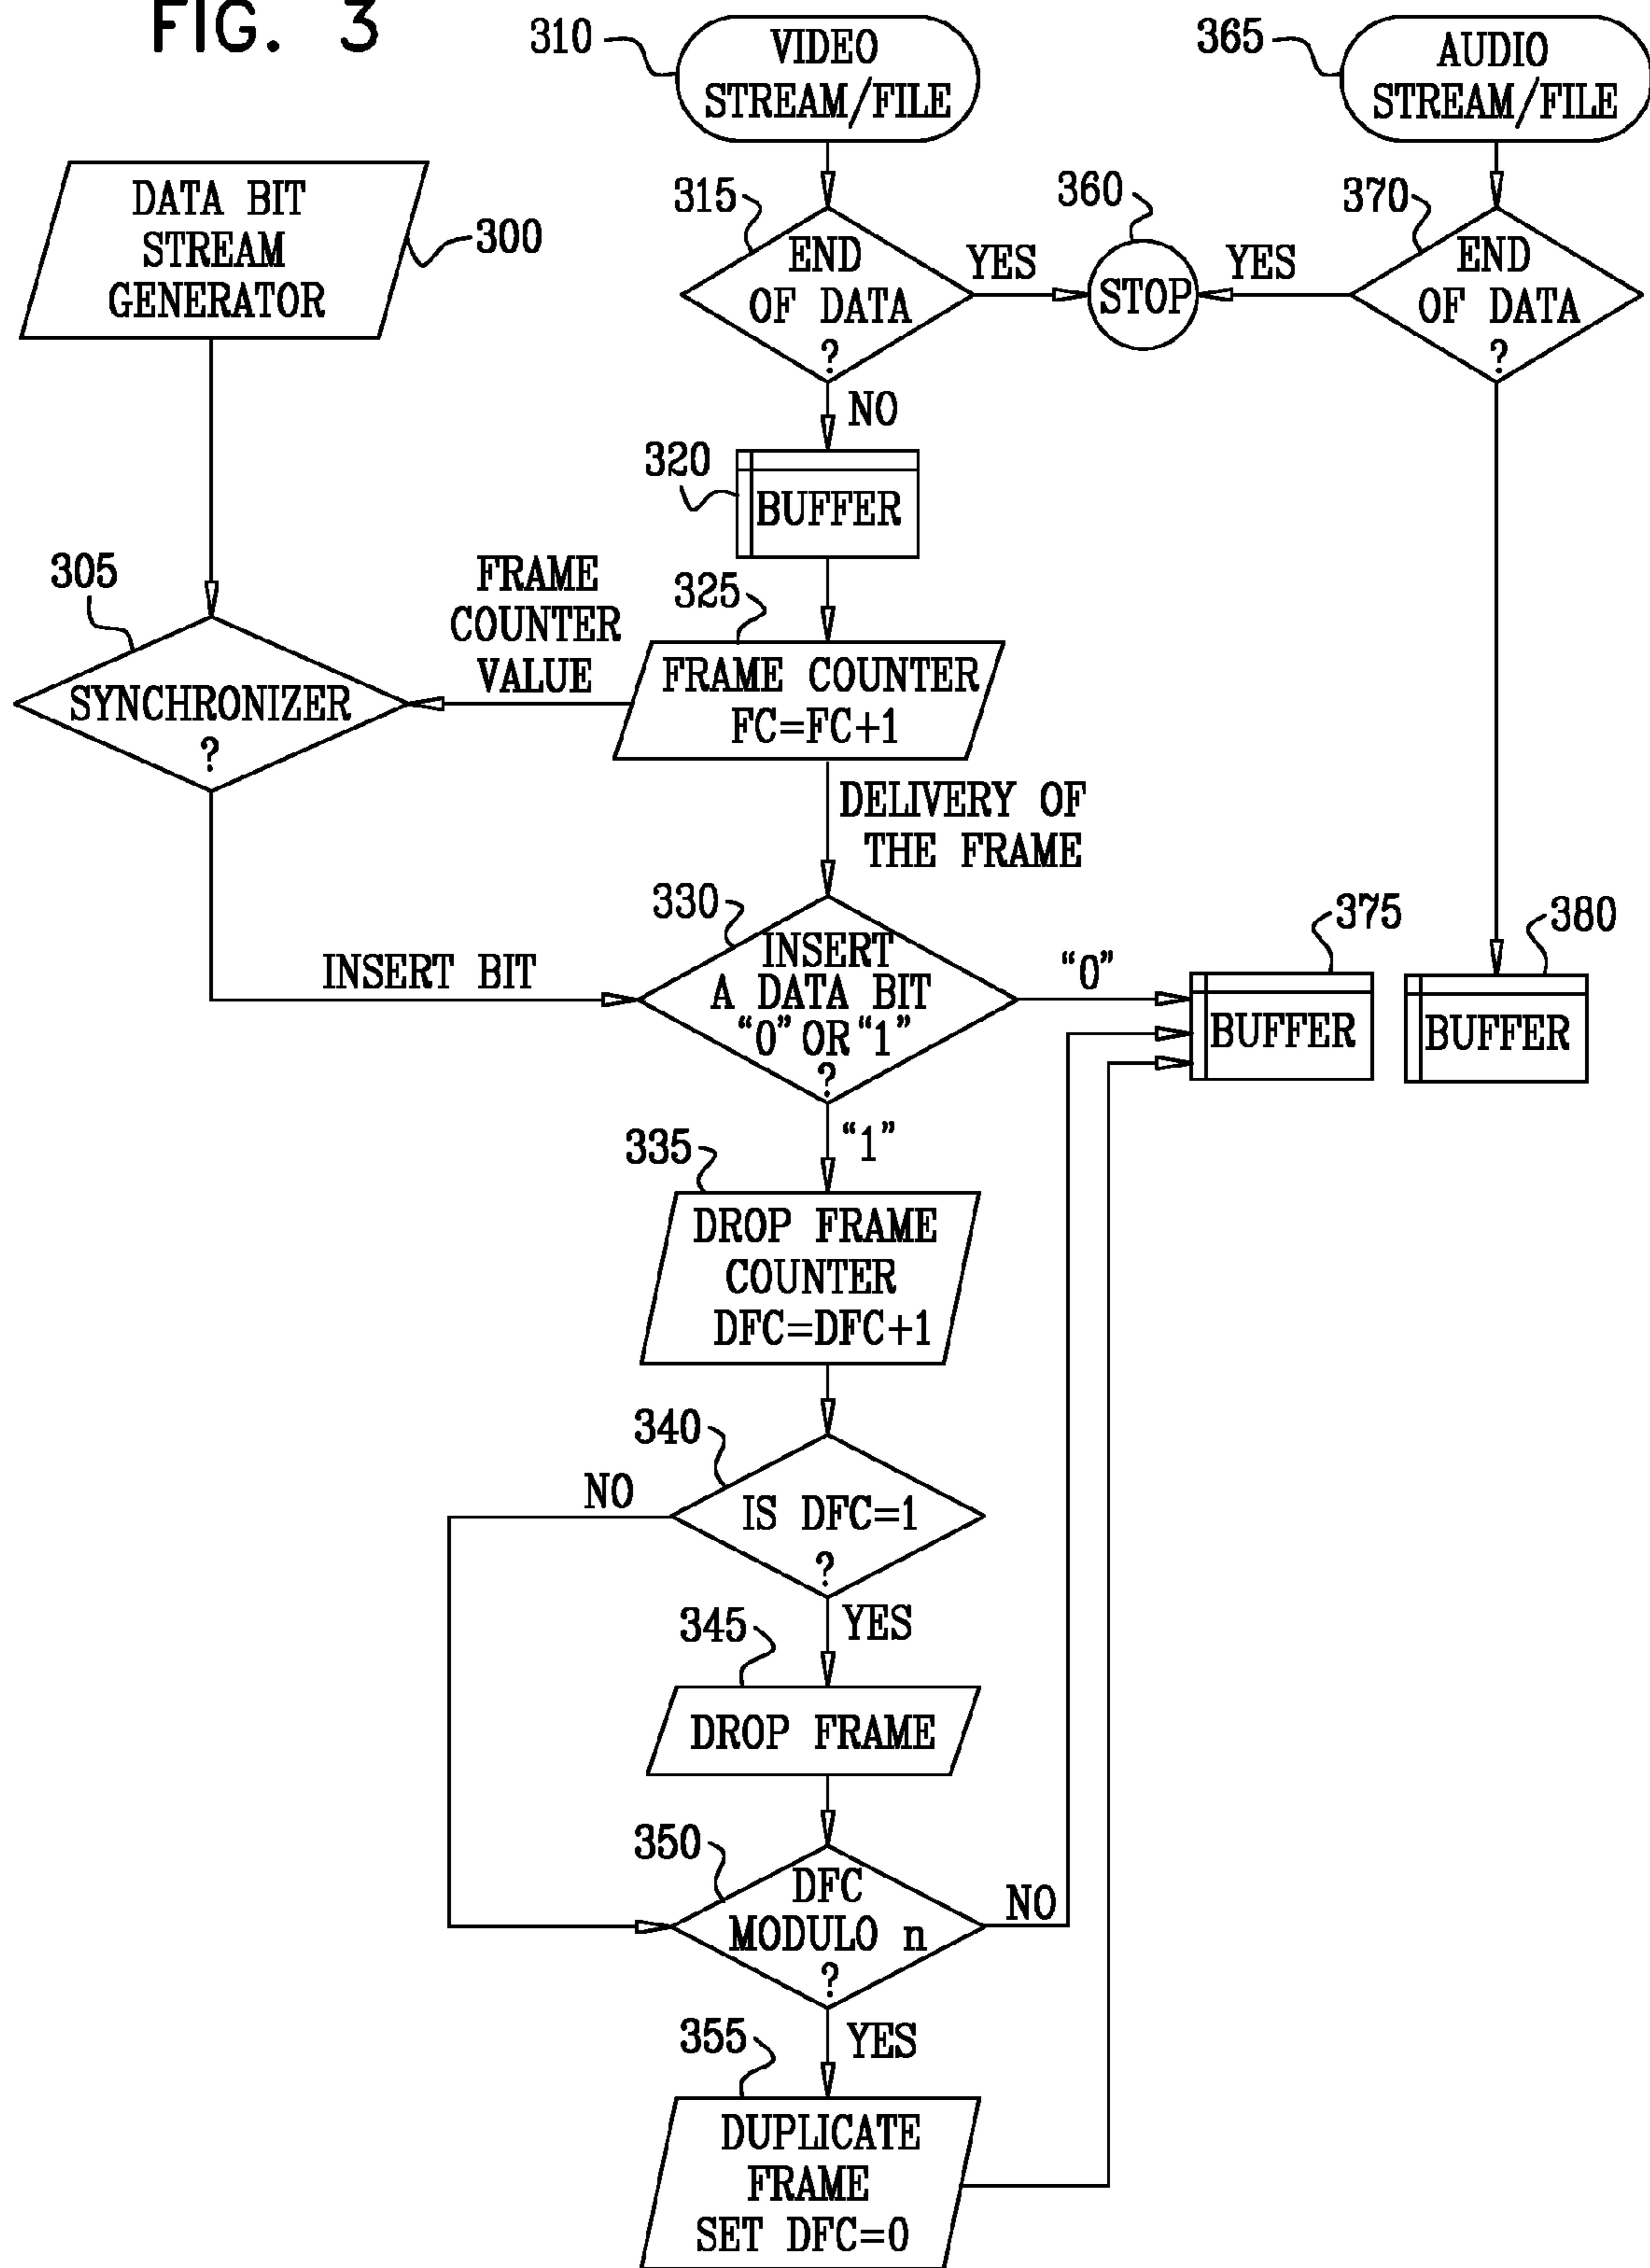 FIG. 3
310
VIDEO
STREAM/FILE
365
AUDIO
STREAM/FILE
DATA BIT
STREAM
GENERATOR
300
315
END
OF DATA
?
YES
360
STOP
YES
370
END
OF DATA
?
NO
320
BUFFER
305
SYNCHRONIZER
?
FRAME
COUNTER
VALUE
325
FRAME COUNTER
FC=FC+1
DELIVERY OF
THE FRAME
INSERT BIT
330
INSERT
A DATA BIT
“0” OR “1”
?
“0”
375
BUFFER
380
BUFFER
“1”
335
DROP FRAME
COUNTER
DFC=DFC+1
340
NO
IS DFC=1
?
YES
345
DROP FRAME
350
DFC
MODULO n
?
NO
YES
355
DUPLICATE
FRAME
SET DFC=0